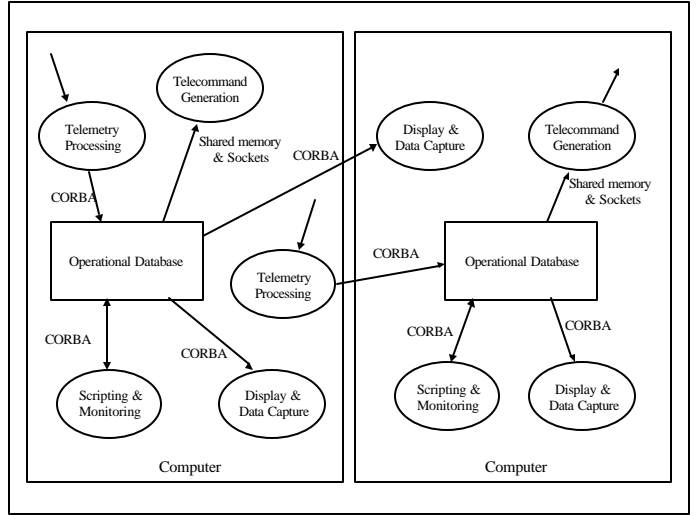 Telecommand
Generation
Telemetry
Processing
Shared memory
& Sockets
CORBA
CORBA
Operational Database
Telemetry
Processing
CORBA
CORBA
Scripting &
Monitoring
Display &
Data Capture
Computer
Display &
Data Capture
Telecommand
Generation
Shared memory
& Sockets
CORBA
Operational Database
CORBA
CORBA
Scripting &
Monitoring
Display &
Data Capture
Computer